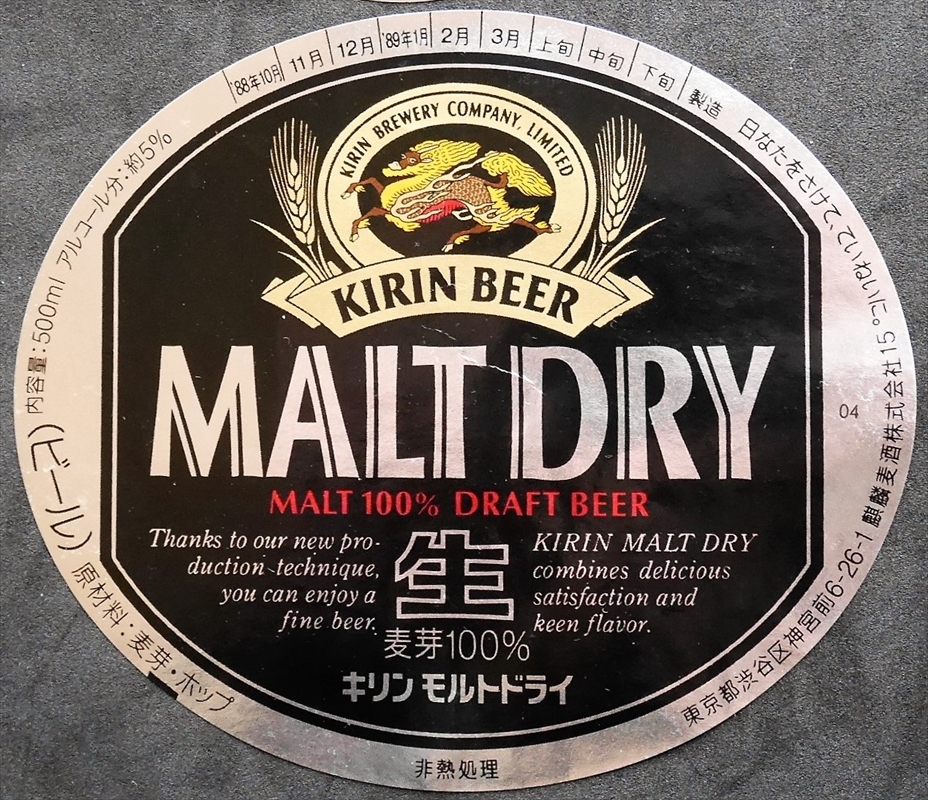 '88年10月 11月 12月 '89年1月 2月 3月 上旬 中旬 下旬 製造 日なたをさけて、ていねいに。
麒麟麦酒株式会社15
東京都渋谷区神宮前6-26-1
04
(ビール) 内容量:500ml アルコール分:約5%
原材料:麦芽・ホップ
非熱処理
KIRIN BREWERY COMPANY, LIMITED
KIRIN BEER
MALT DRY
MALT 100% DRAFT BEER
Thanks to our new pro-
duction technique,
you can enjoy a
fine beer.
生
KIRIN MALT DRY
combines delicious
satisfaction and
keen flavor.
麦芽100%
キリン モルトドライ